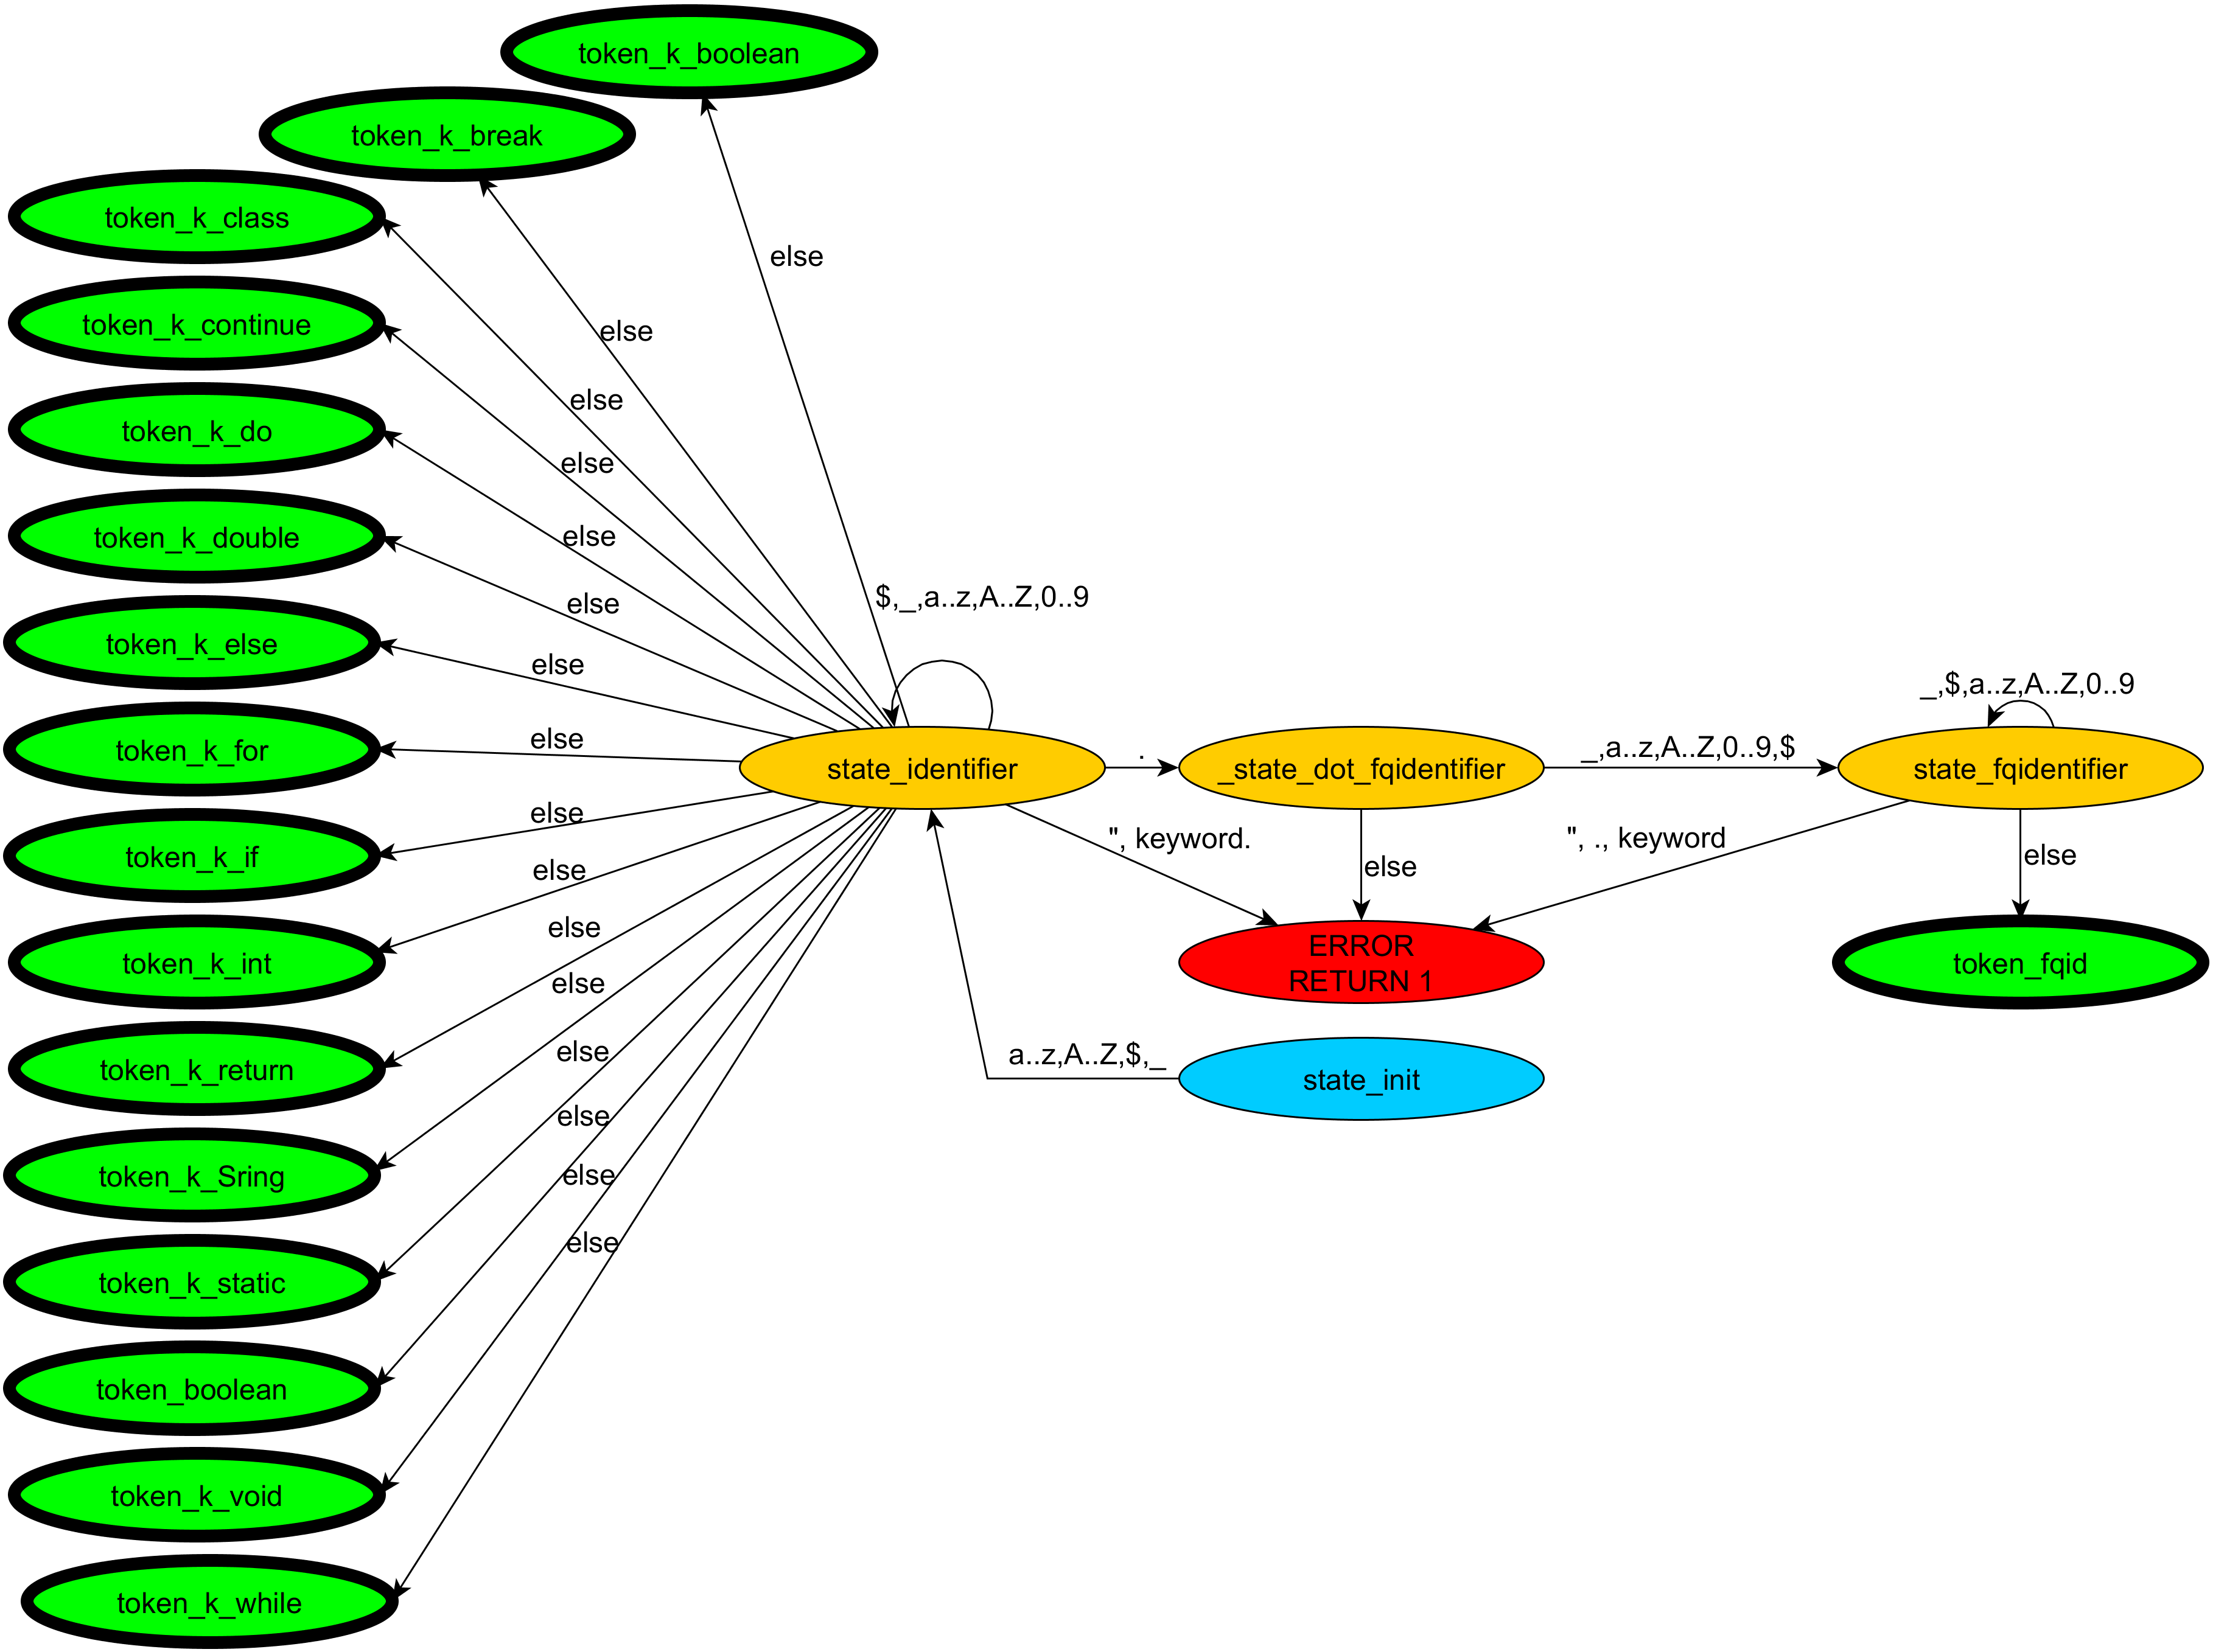 token_k_boolean
token_k_break
token_k_class
else
token_k_continue
else
else
token_k_do
else
token_k_double
else
$,_,a..z,A..Z,0..9
else
token_k_else
else
_,$,a..z,A..Z,0..9
token_k_for
else
state_identifier
.
_state_dot_fqidentifier
_,a..z,A..Z,0..9,$
state_fqidentifier
else
", keyword.
", ., keyword
token_k_if
else
else
else
token_k_int
else
ERROR
RETURN 1
token_fqid
else
token_k_return
else
a..z,A..Z,$,_
state_init
token_k_Sring
else
else
token_k_static
else
token_boolean
token_k_void
token_k_while